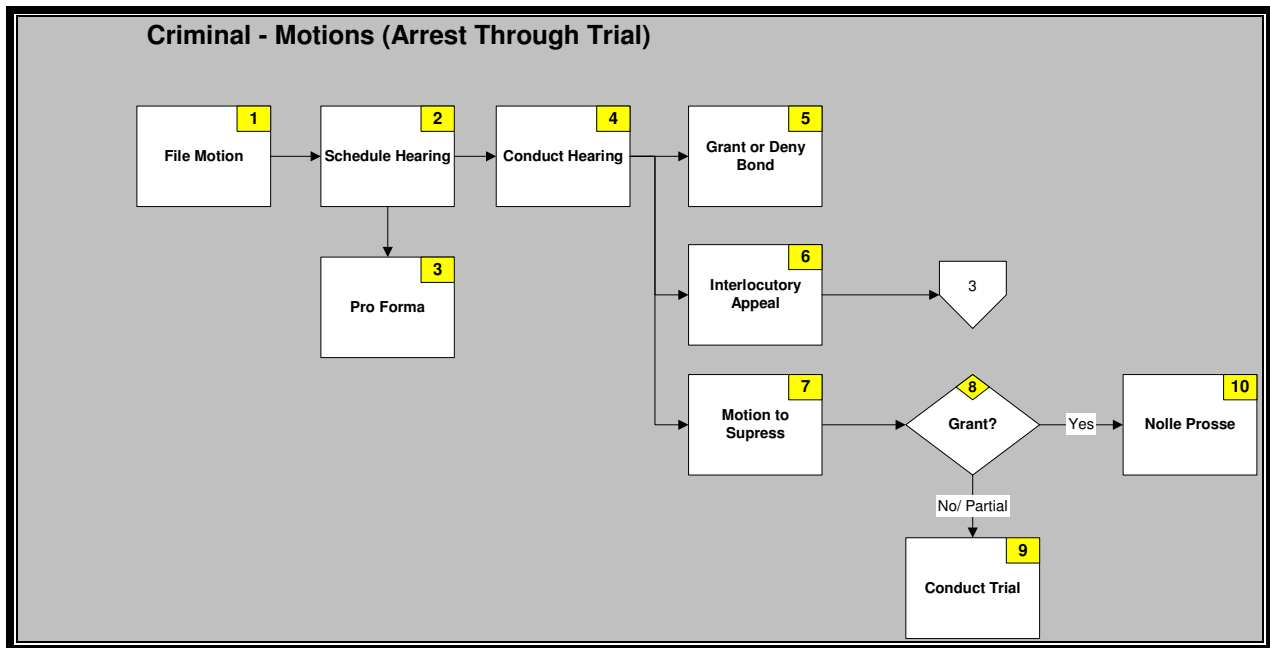 Criminal - Motions (Arrest Through Trial)
1
File Motion
2
Schedule Hearing
4
Conduct Hearing
5
Grant or Deny
Bond
3
Pro Forma
6
Interlocutory
Appeal
3
7
Motion to
Supress
8
Grant?
Yes
10
Nolle Prosse
No/ Partial
9
Conduct Trial